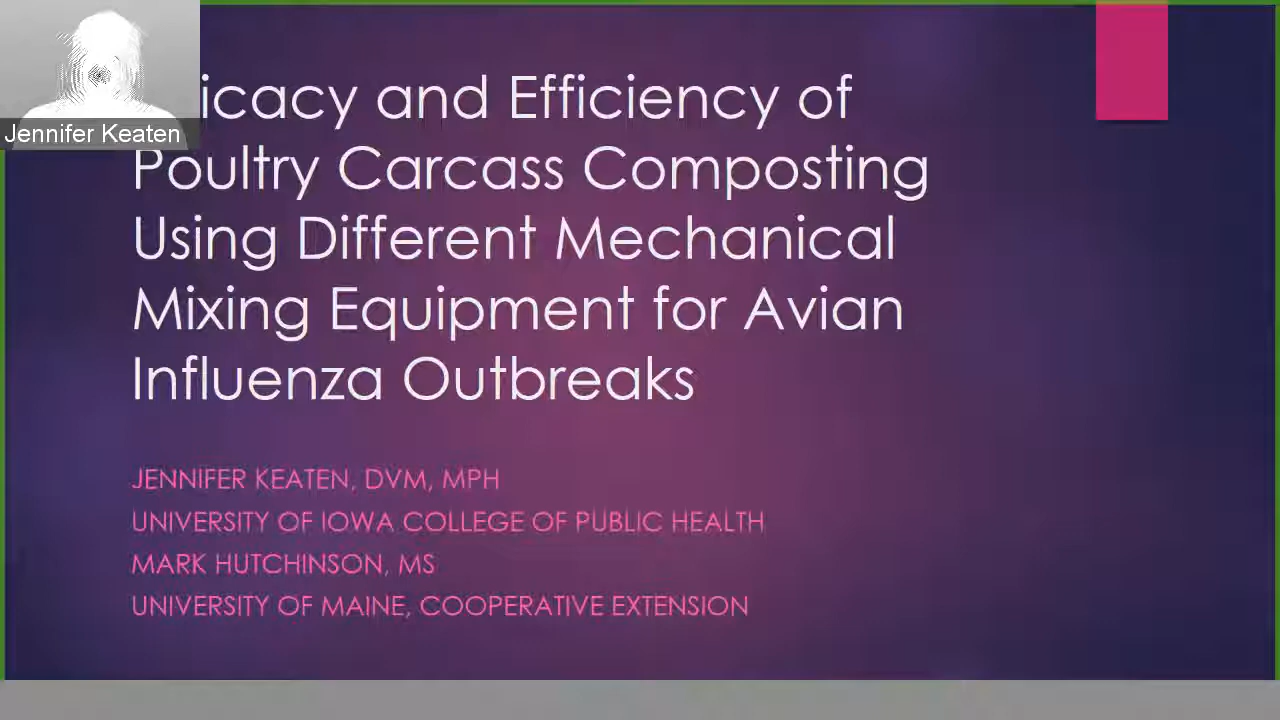 icacy and Efficiency of
Jennifer Keaten
Poultry Carcass Composting
Using Different Mechanical
Mixing Equipment for Avian
Influenza Outbreaks
JENNIFER KEATEN, DVM, MPH
UNIVERSITY OF IOWA COLLEGE OF PUBLIC HEALTH
MARK HUTCHINSON, MS
UNIVERSITY OF MAINE, COOPERATIVE EXTENSION